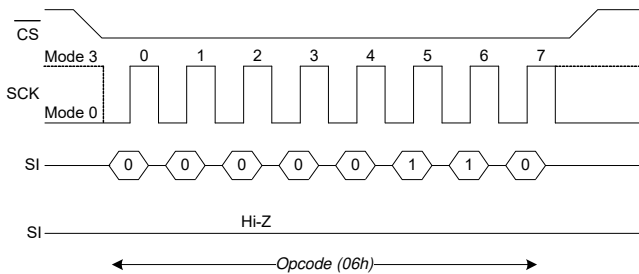 CS
Mode 3 0 1 2 3 4 5 6 7
SCK
Mode 0
SI 0 0 0 0 0 1 1 0
Hi-Z
SI
Opcode (06h)